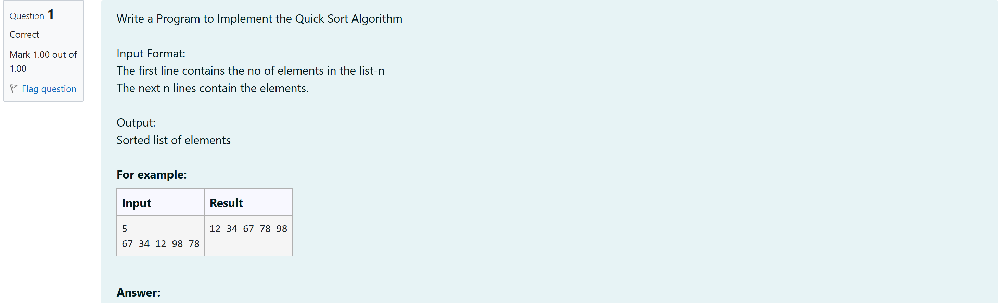 Question 1
Correct
Mark 1.00 out of
1.00
Flag question
Write a Program to Implement the Quick Sort Algorithm
Input Format:
The first line contains the no of elements in the list-n
The next n lines contain the elements.
Output:
Sorted list of elements
For example:
Input Result
5 12 34 67 78 98
67 34 12 98 78
Answer: